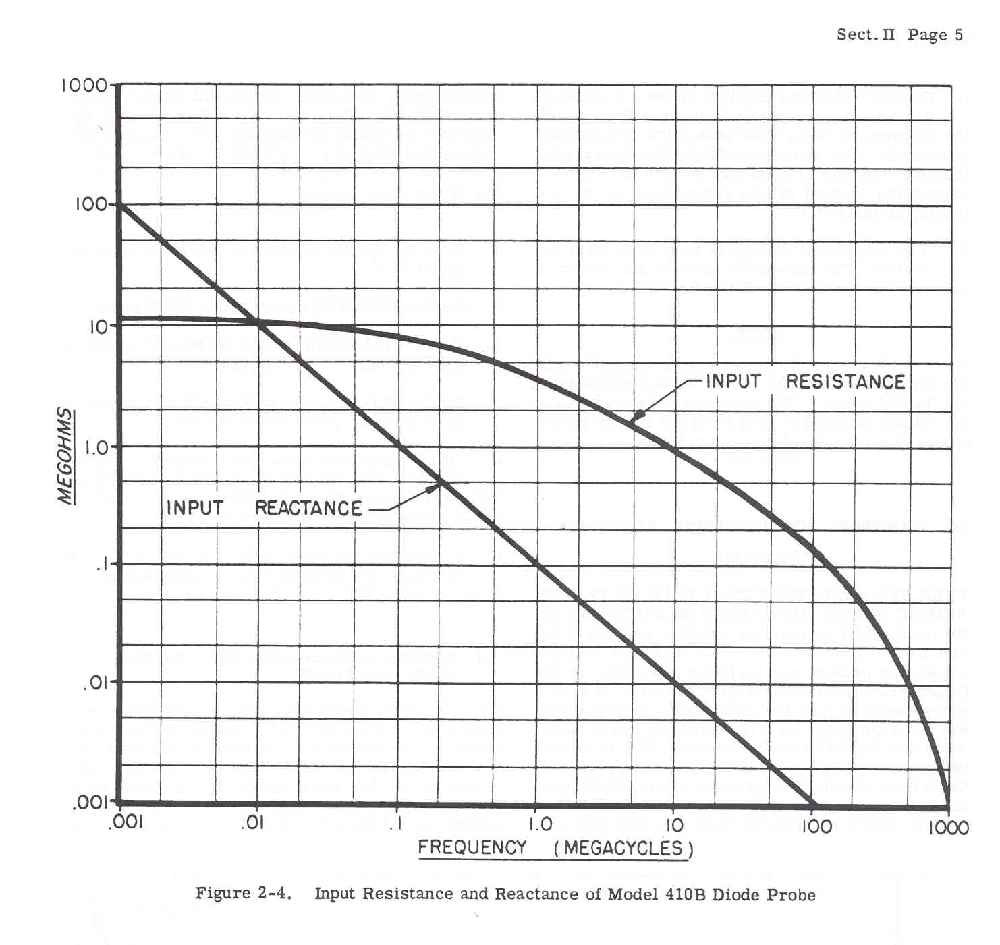 Sect. II Page 5
1000
100
10
1.0
.1
.01
.001
MEGOHMS
INPUT RESISTANCE
INPUT REACTANCE
.001 .01 .1 1.0 10 100 1000
FREQUENCY (MEGACYCLES)
Figure 2-4. Input Resistance and Reactance of Model 410B Diode Probe